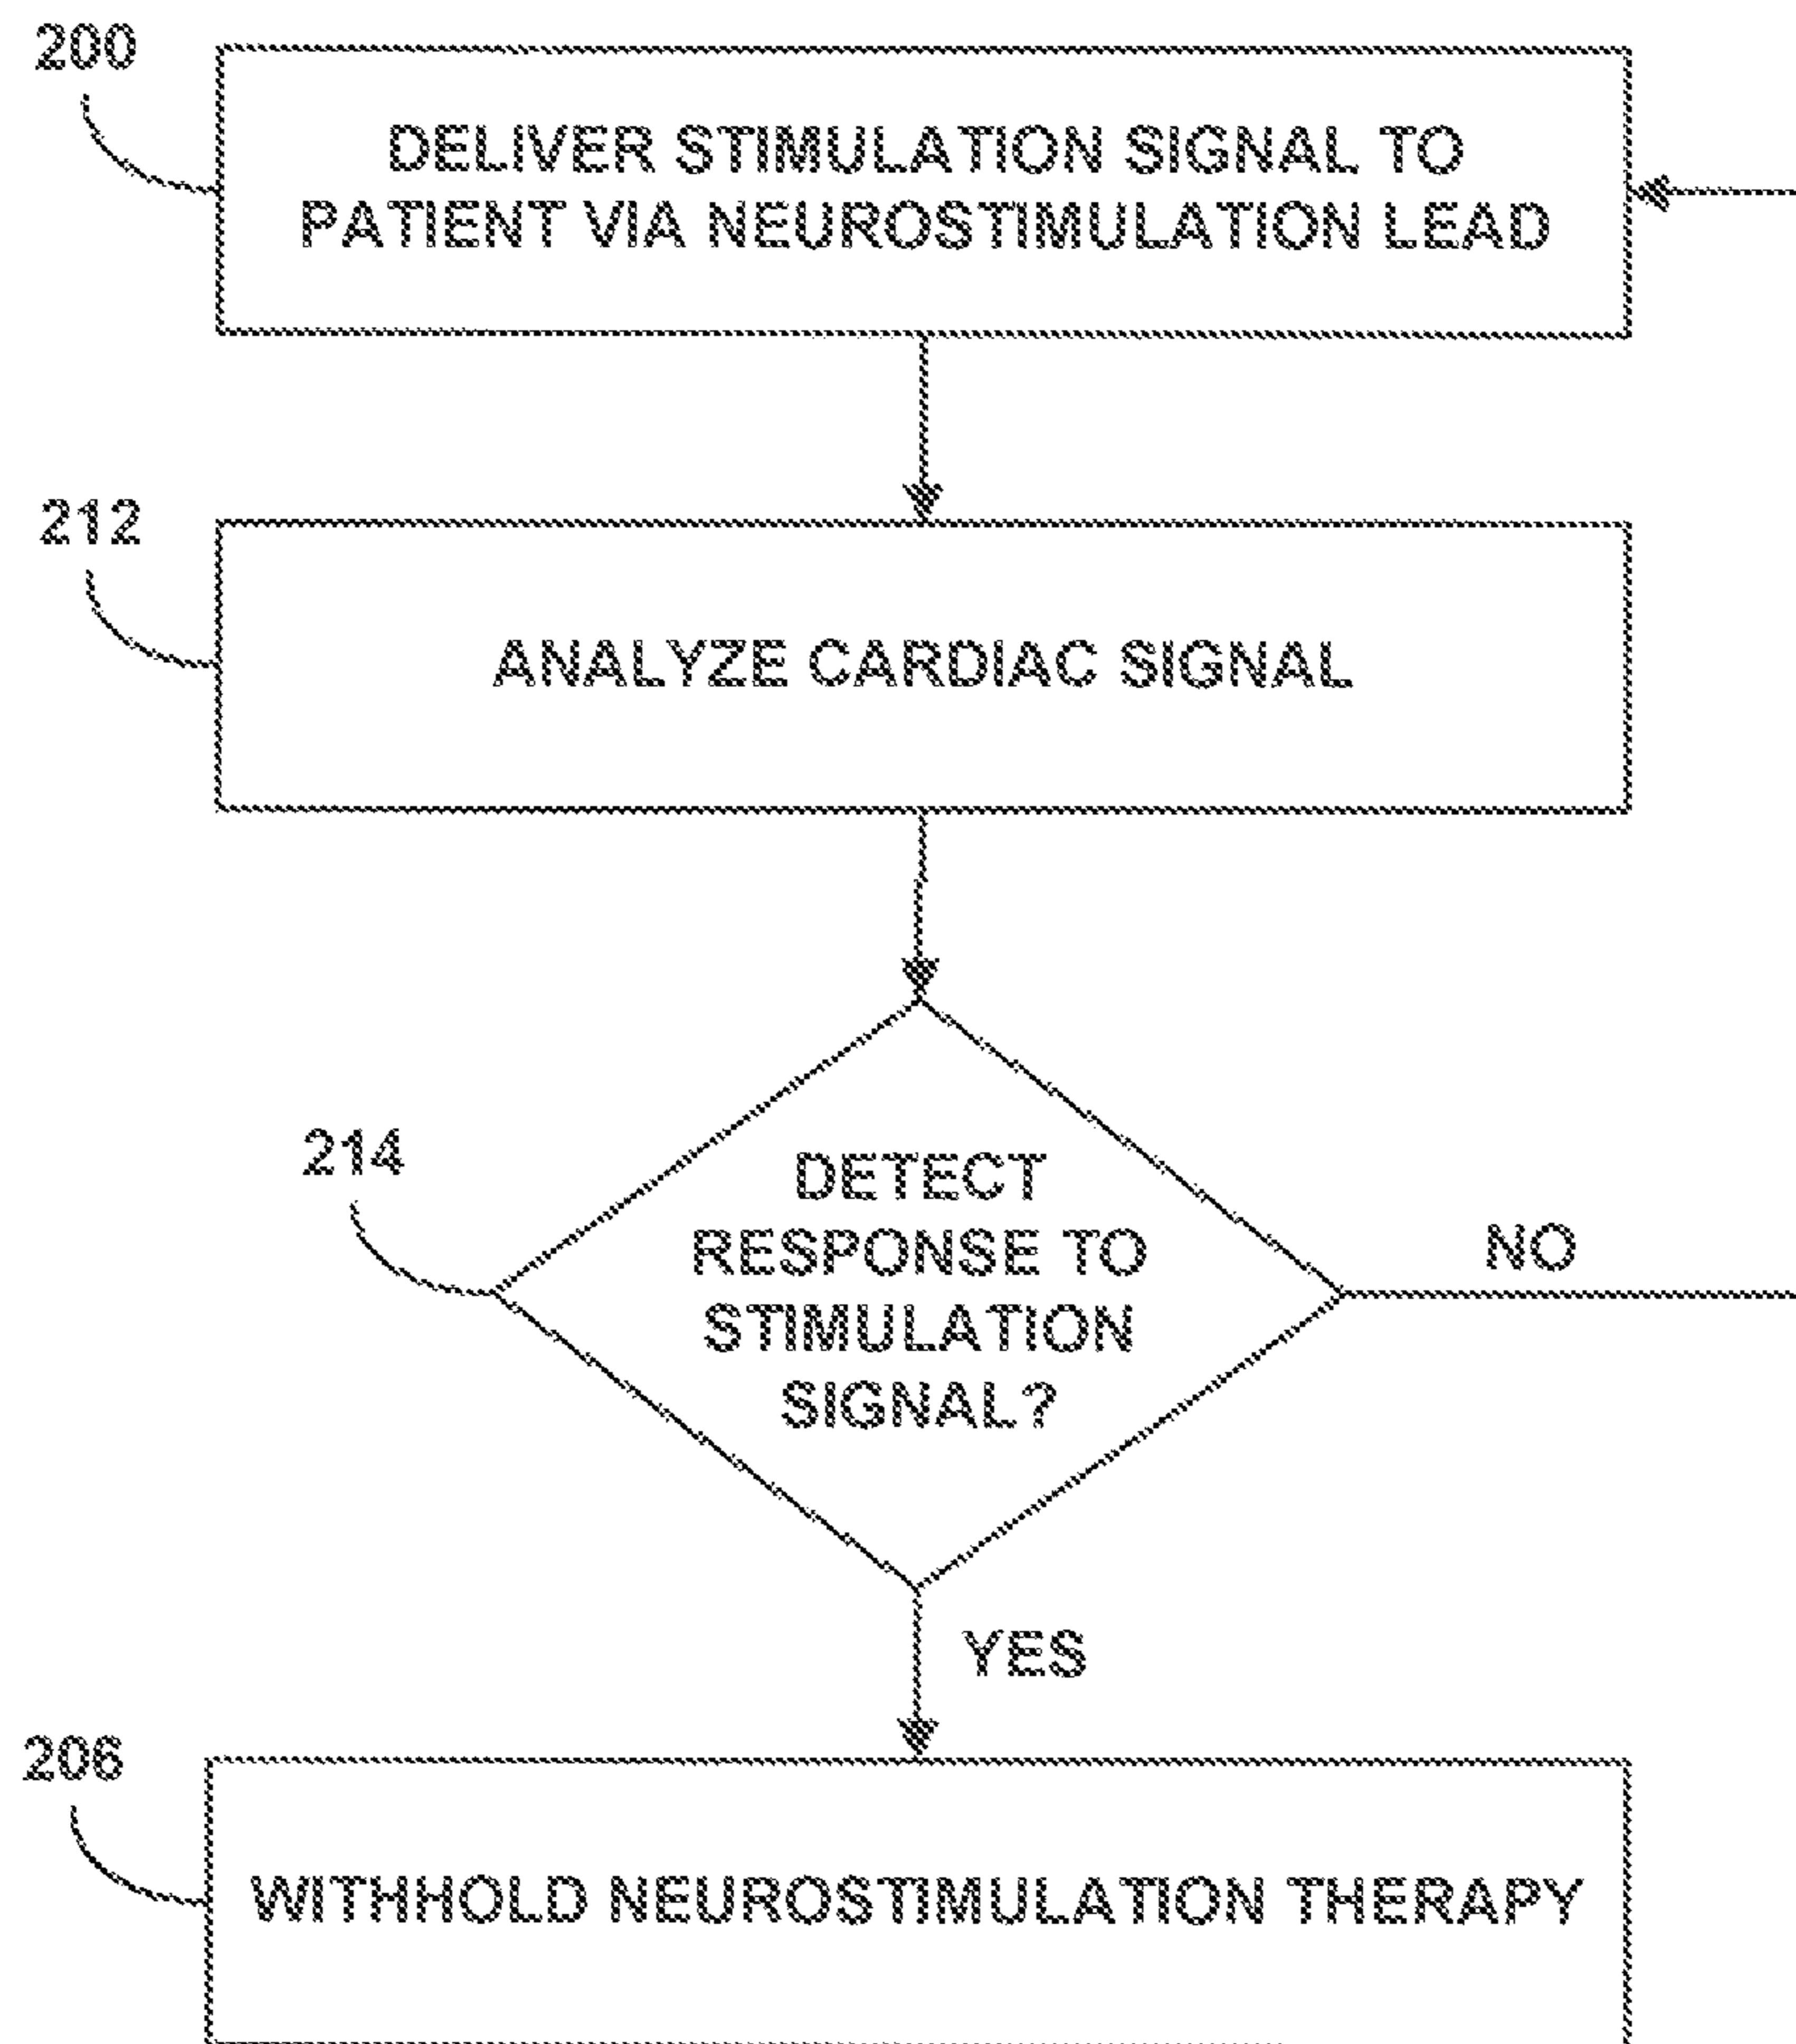 200
DELIVER STIMULATION SIGNAL TO
PATIENT VIA NEUROSTIMULATION LEAD
212
ANALYZE CARDIAC SIGNAL
214
DETECT
RESPONSE TO
STIMULATION
SIGNAL?
NO
YES
206
WITHHOLD NEUROSTIMULATION THERAPY